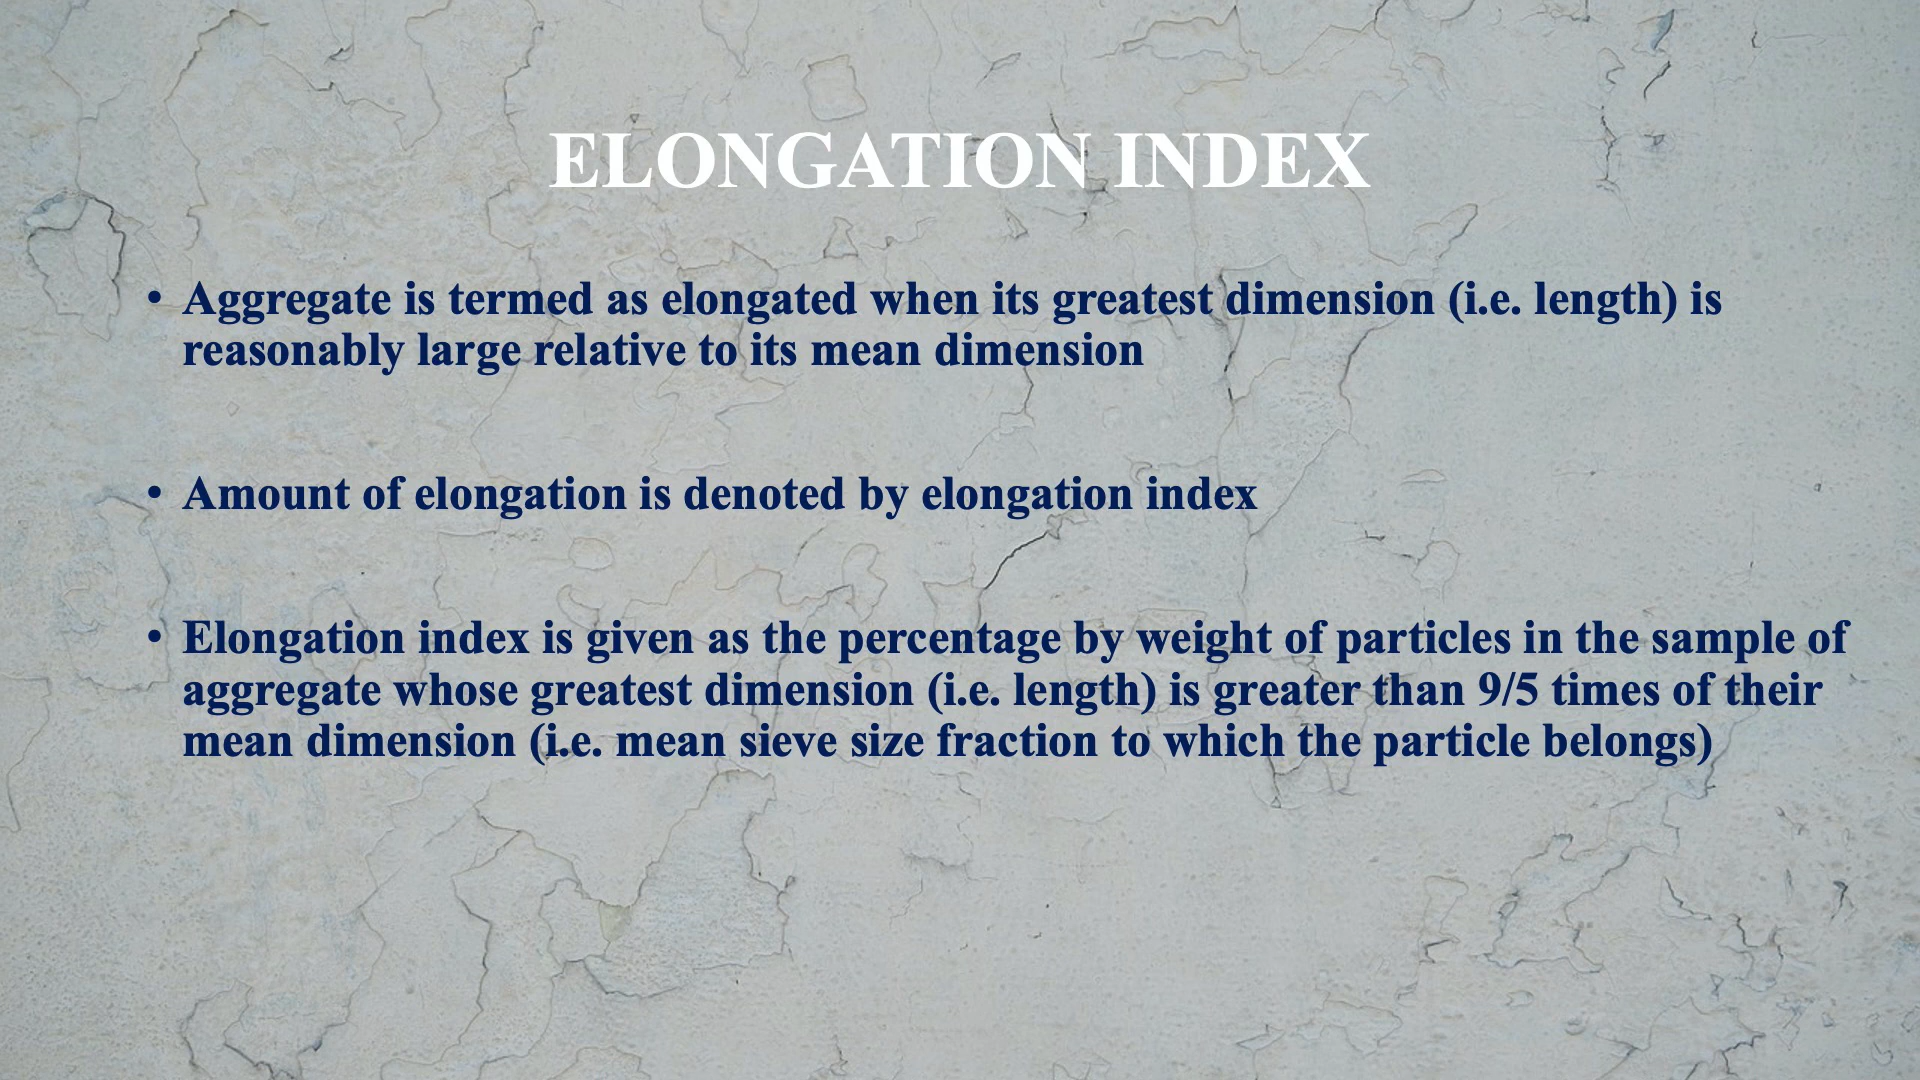 ELONGATION INDEX
• Aggregate is termed as elongated when its greatest dimension (i.e. length) is
reasonably large relative to its mean dimension
• Amount of elongation is denoted by elongation index
• Elongation index is given as the percentage by weight of particles in the sample of
aggregate whose greatest dimension (i.e. length) is greater than 9/5 times of their
mean dimension (i.e. mean sieve size fraction to which the particle belongs)